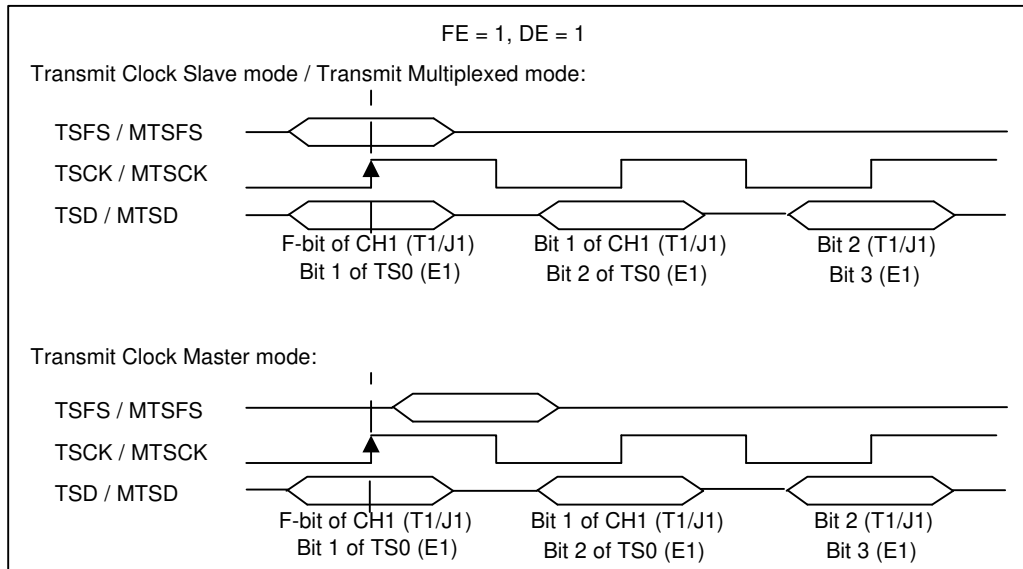 FE = 1, DE = 1
Transmit Clock Slave mode / Transmit Multiplexed mode:
TSFS / MTSFS
TSCK / MTSCK
TSD / MTSD
F-bit of CH1 (T1/J1) Bit 1 of CH1 (T1/J1) Bit 2 (T1/J1)
Bit 1 of TS0 (E1) Bit 2 of TS0 (E1) Bit 3 (E1)
Transmit Clock Master mode:
TSFS / MTSFS
TSCK / MTSCK
TSD / MTSD
F-bit of CH1 (T1/J1) Bit 1 of CH1 (T1/J1) Bit 2 (T1/J1)
Bit 1 of TS0 (E1) Bit 2 of TS0 (E1) Bit 3 (E1)